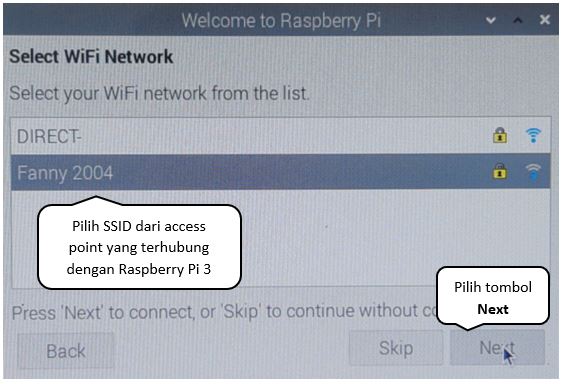 Welcome to Raspberry Pi
Select WiFi Network
Select your WiFi network from the list.
DIRECT-
Fanny 2004
Pilih SSID dari access
point yang terhubung
dengan Raspberry Pi 3
Pilih tombol
Next
Press 'Next' to connect, or 'Skip' to continue without
Back
Skip
Next